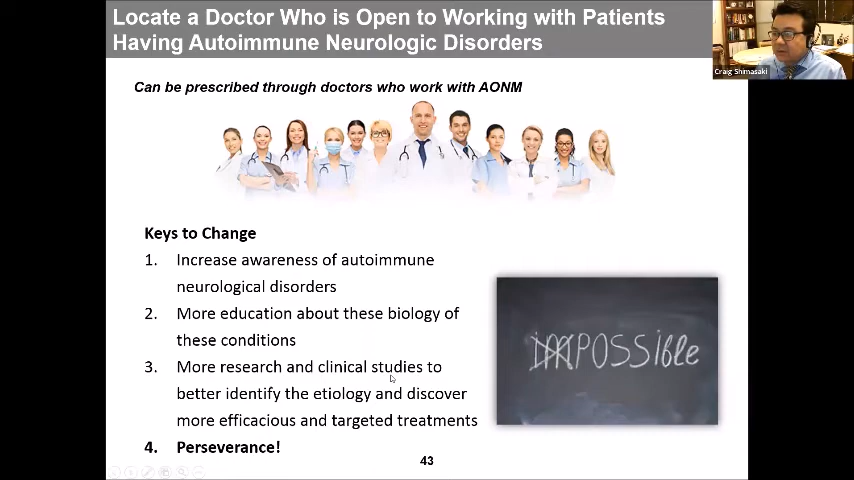 Locate a Doctor Who is Open to Working with Patients
Having Autoimmune Neurologic Disorders
Craig Shimasaki
Can be prescribed through doctors who work with AONM
Keys to Change
1. Increase awareness of autoimmune
neurological disorders
2. More education about these biology of
these conditions
3. More research and clinical studies to
better identify the etiology and discover
more efficacious and targeted treatments
4. Perseverance!
imPOSSiBle
43